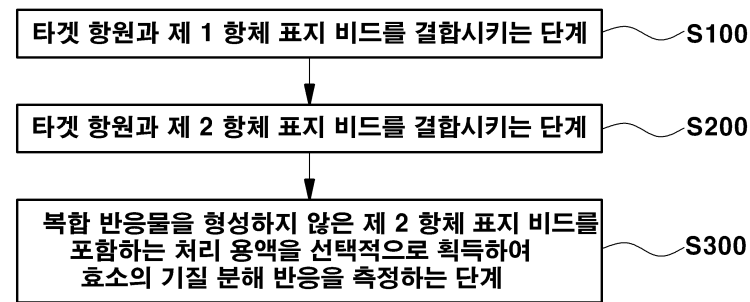 타겟 항원과 제 1 항체 표지 비드를 결합시키는 단계 S100
타겟 항원과 제 2 항체 표지 비드를 결합시키는 단계 S200
복합 반응물을 형성하지 않은 제 2 항체 표지 비드를
포함하는 처리 용액을 선택적으로 획득하여 S300
효소의 기질 분해 반응을 측정하는 단계